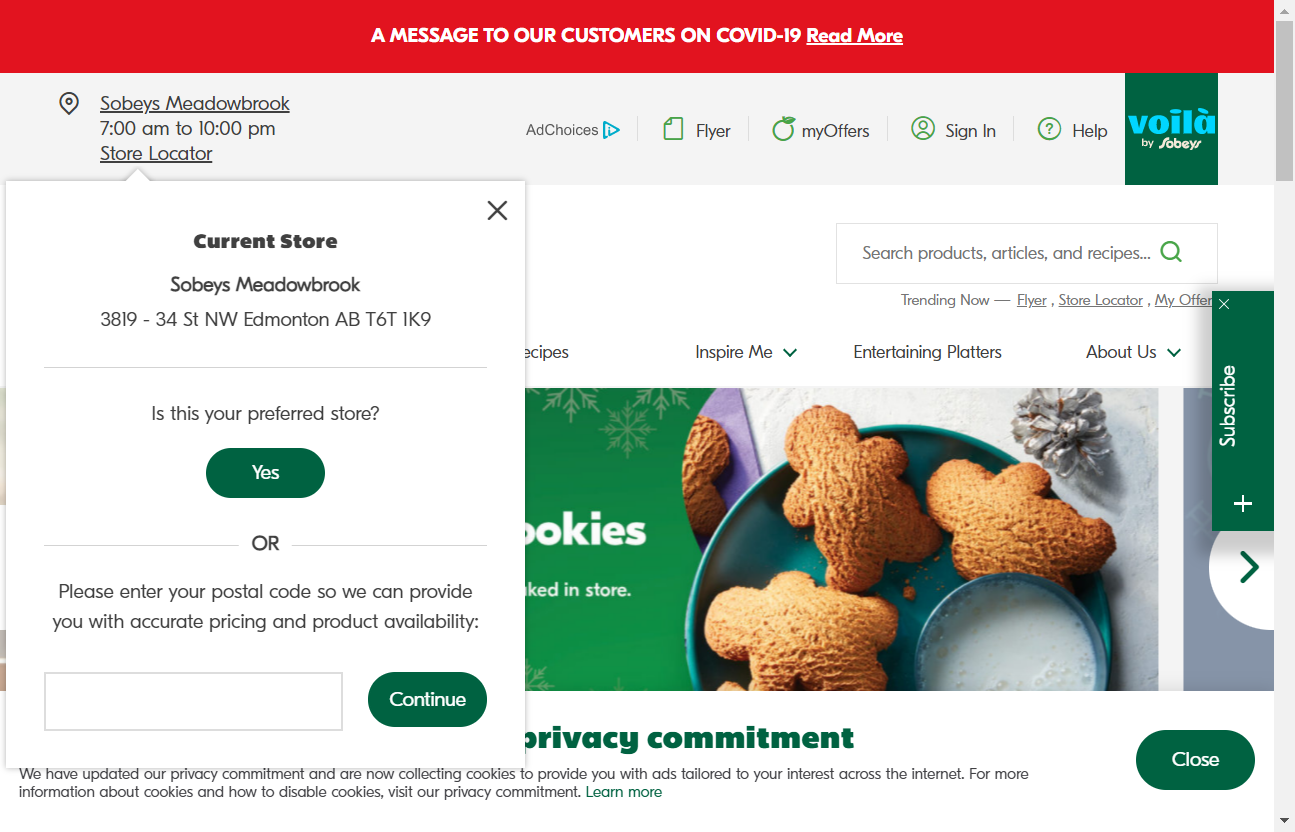 A MESSAGE TO OUR CUSTOMERS ON COVID-19 Read More
Sobeys Meadowbrook
7:00 am to 10:00 pm
Store Locator
AdChoices
Flyer
myOffers
Sign In
Help
voilà
by Sobeys
Current Store
Sobeys Meadowbrook
3819 - 34 St NW Edmonton AB T6T 1K9
Is this your preferred store?
Yes
OR
Please enter your postal code so we can provide
you with accurate pricing and product availability:
Continue
Search products, articles, and recipes...
Trending Now — Flyer , Store Locator , My Offer
ecipes
Inspire Me
Entertaining Platters
About Us
Subscribe
ookies
ked in store.
privacy commitment
We have updated our privacy commitment and are now collecting cookies to provide you with ads tailored to your interest across the internet. For more
information about cookies and how to disable cookies, visit our privacy commitment. Learn more
Close